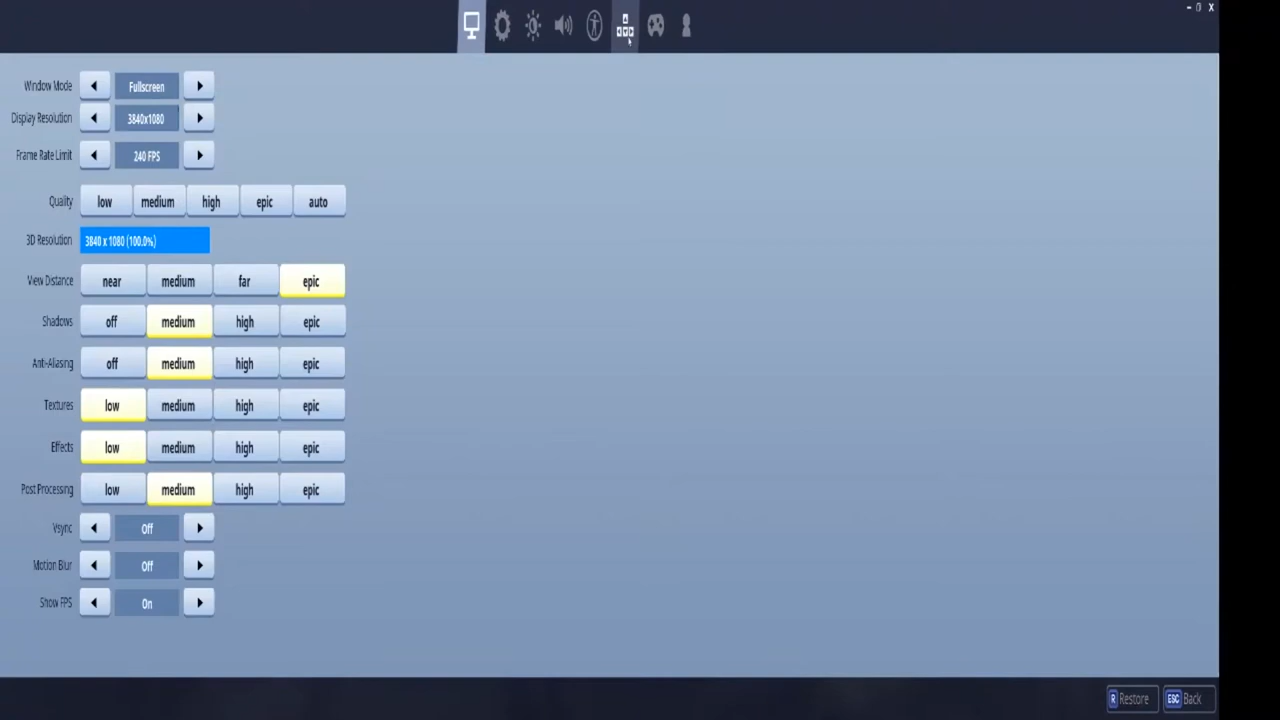 X
Window Mode Fullscreen
Display Resolution 3840x1080
Frame Rate Limit 240 FPS
Quality low medium high epic auto
3D Resolution 3840 x 1080 (100.0%)
View Distance near medium far epic
Shadows off medium high epic
Anti-Aliasing off medium high epic
Textures low medium high epic
Effects low medium high epic
Post Processing low medium high epic
Vsync Off
Motion Blur Off
Show FPS On
R Restore ESC Back